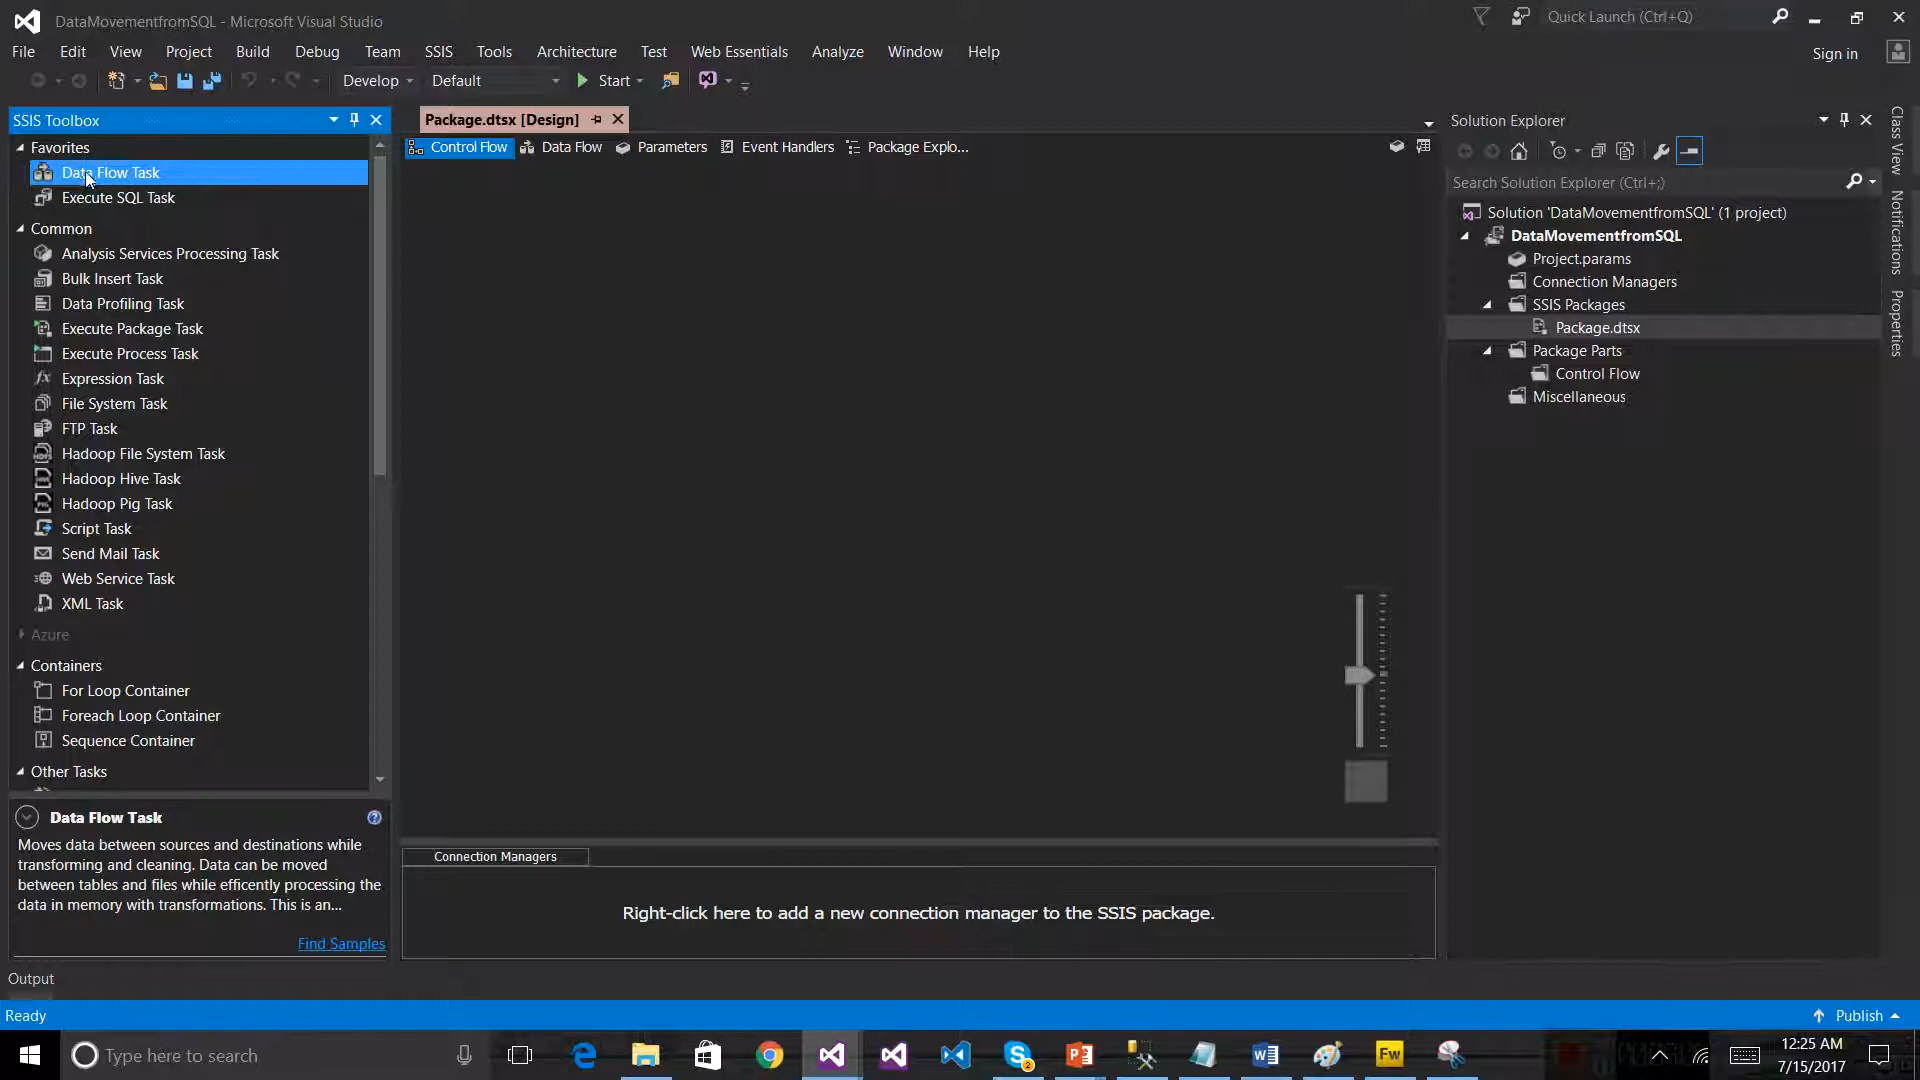 DataMovementfromSQL - Microsoft Visual Studio
Quick Launch (Ctrl+Q)
File Edit View Project Build Debug Team SSIS Tools Architecture Test Web Essentials Analyze Window Help
Sign in
Develop Default Start
SSIS Toolbox
Favorites
Data Flow Task
Execute SQL Task
Common
Analysis Services Processing Task
Bulk Insert Task
Data Profiling Task
Execute Package Task
Execute Process Task
Expression Task
File System Task
FTP Task
Hadoop File System Task
Hadoop Hive Task
Hadoop Pig Task
Script Task
Send Mail Task
Web Service Task
XML Task
Azure
Containers
For Loop Container
Foreach Loop Container
Sequence Container
Other Tasks
Data Flow Task
Moves data between sources and destinations while
transforming and cleaning. Data can be moved
between tables and files while efficently processing the
data in memory with transformations. This is an...
Find Samples
Package.dtsx [Design]
Control Flow Data Flow Parameters Event Handlers Package Explo...
Connection Managers
Right-click here to add a new connection manager to the SSIS package.
Solution Explorer
Search Solution Explorer (Ctrl+;)
Solution 'DataMovementfromSQL' (1 project)
DataMovementfromSQL
Project.params
Connection Managers
SSIS Packages
Package.dtsx
Package Parts
Control Flow
Miscellaneous
Class View
Notifications
Properties
Output
Ready
Publish
Type here to search
2
Fw
12:25 AM
7/15/2017